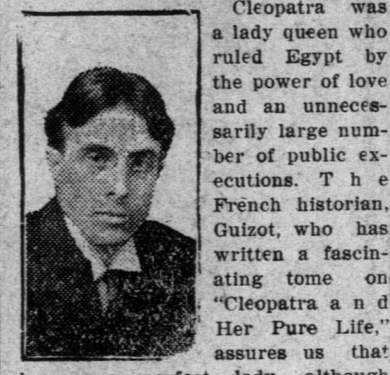 Cleopatra was
a lady queen who
ruled Egypt by
the power of love
and an unneces-
sarily large num-
ber of public ex-
ecutions. T h e
French historian,
Guizot, who has
written a fascin-
ating tome on
"Cleopatra a n d
Her Pure Life,"
assures us that
lady, although